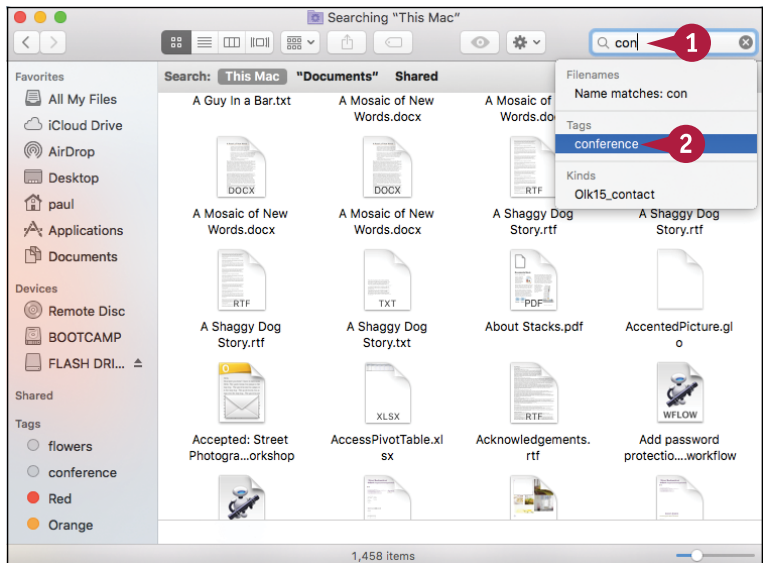 Searching "This Mac"
con
1
Filenames
Name matches: con
Tags
conference
2
Kinds
Olk15_contact
Favorites
All My Files
iCloud Drive
AirDrop
Desktop
paul
Applications
Documents
Devices
Remote Disc
BOOTCAMP
FLASH DRI...
Shared
Tags
flowers
conference
Red
Orange
Search: This Mac "Documents" Shared
A Guy In a Bar.txt
A Mosaic of New
Words.docx
A Mosaic of
Words.do
DOCX
DOCX
RTF
A Mosaic of New
Words.docx
A Mosaic of New
Words.docx
A Shaggy Dog
Story.rtf
A Shaggy Dog
Story.rtf
RTF
TXT
PDF
A Shaggy Dog
Story.rtf
A Shaggy Dog
Story.txt
About Stacks.pdf
AccentedPicture.gl
o
XLSX
RTF
WFLOW
Accepted: Street
Photogra...orkshop
AccessPivotTable.xl
sx
Acknowledgements.
rtf
Add password
protectio....workflow
1,458 items